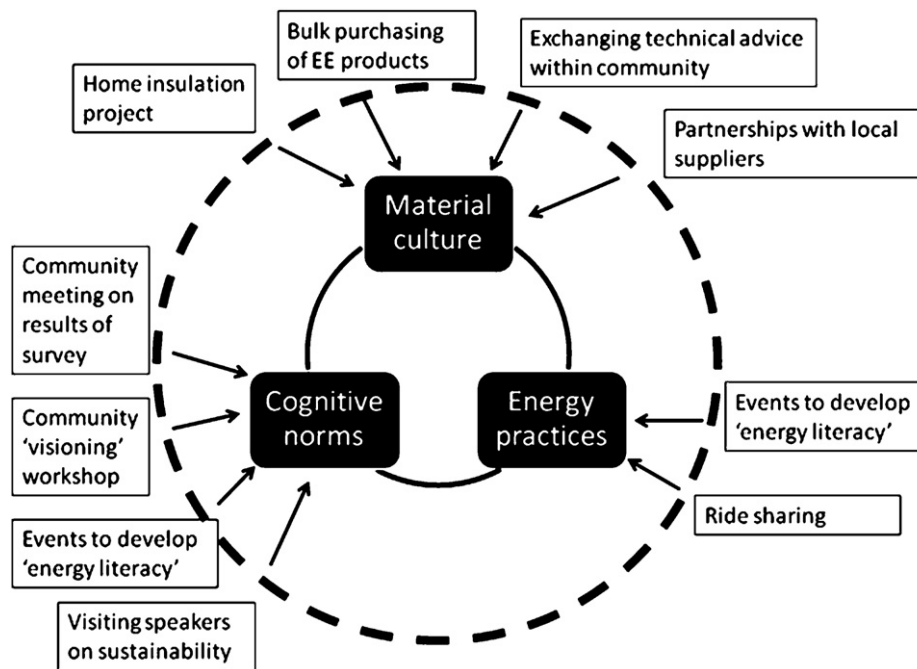 Bulk purchasing
of EE products
Exchanging technical advice
within community
Home insulation
project
Partnerships with local
suppliers
Material
culture
Community
meeting on
results of
survey
Cognitive
norms
Energy
practices
Community
‘visioning’
workshop
Events to develop
‘energy literacy’
Ride sharing
Events to develop
‘energy literacy’
Visiting speakers
on sustainability